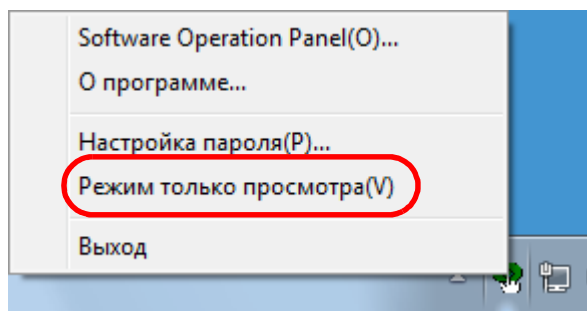 Software Operation Panel(O)...
О программе...
Настройка пароля(P)...
Режим только просмотра(V)
Выход